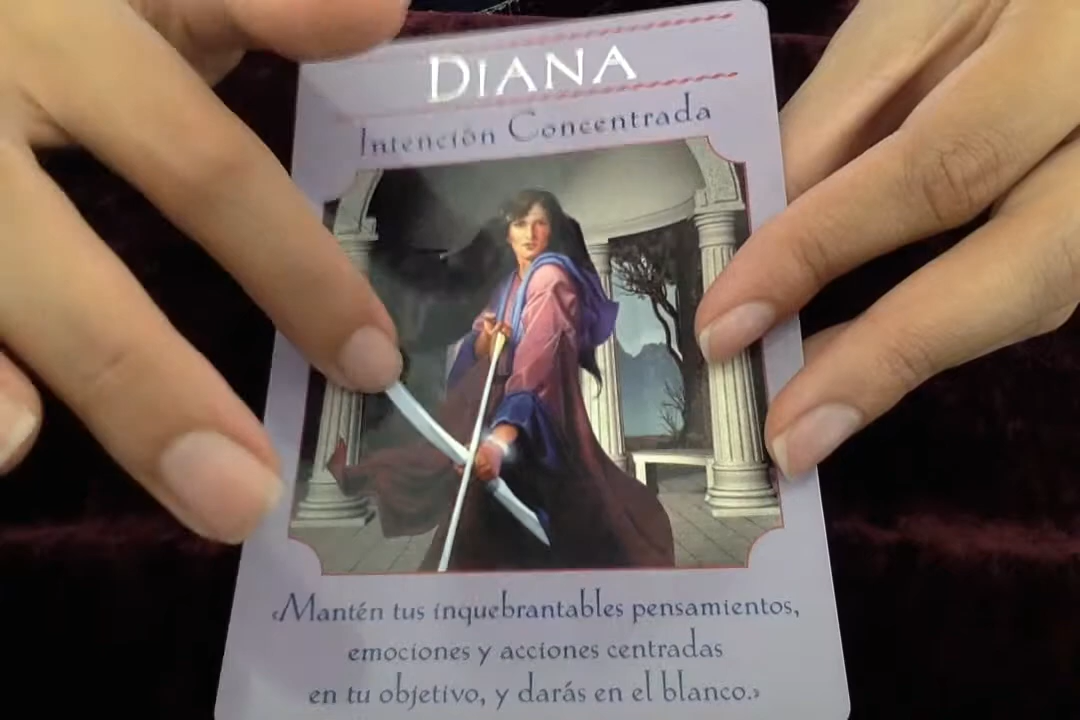 DIANA
Intención Concentrada
‹Mantén tus inquebrantables pensamientos,
emociones y acciones centradas
en tu objetivo, y darás en el blanco.›